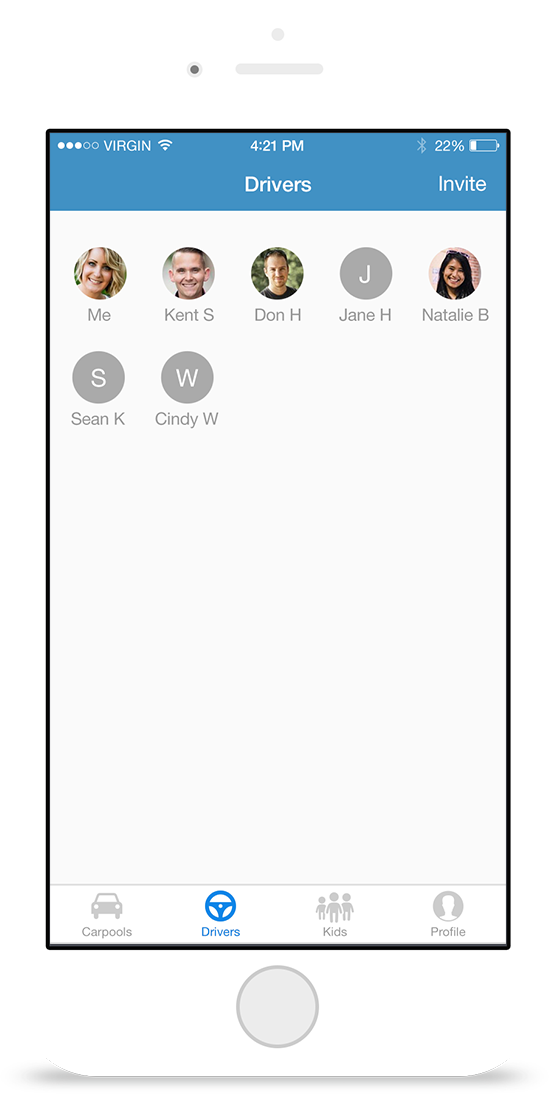 VIRGIN 4:21 PM 22%
Drivers Invite
J
Me Kent S Don H Jane H Natalie B
S W
Sean K Cindy W
Carpools Drivers Kids Profile